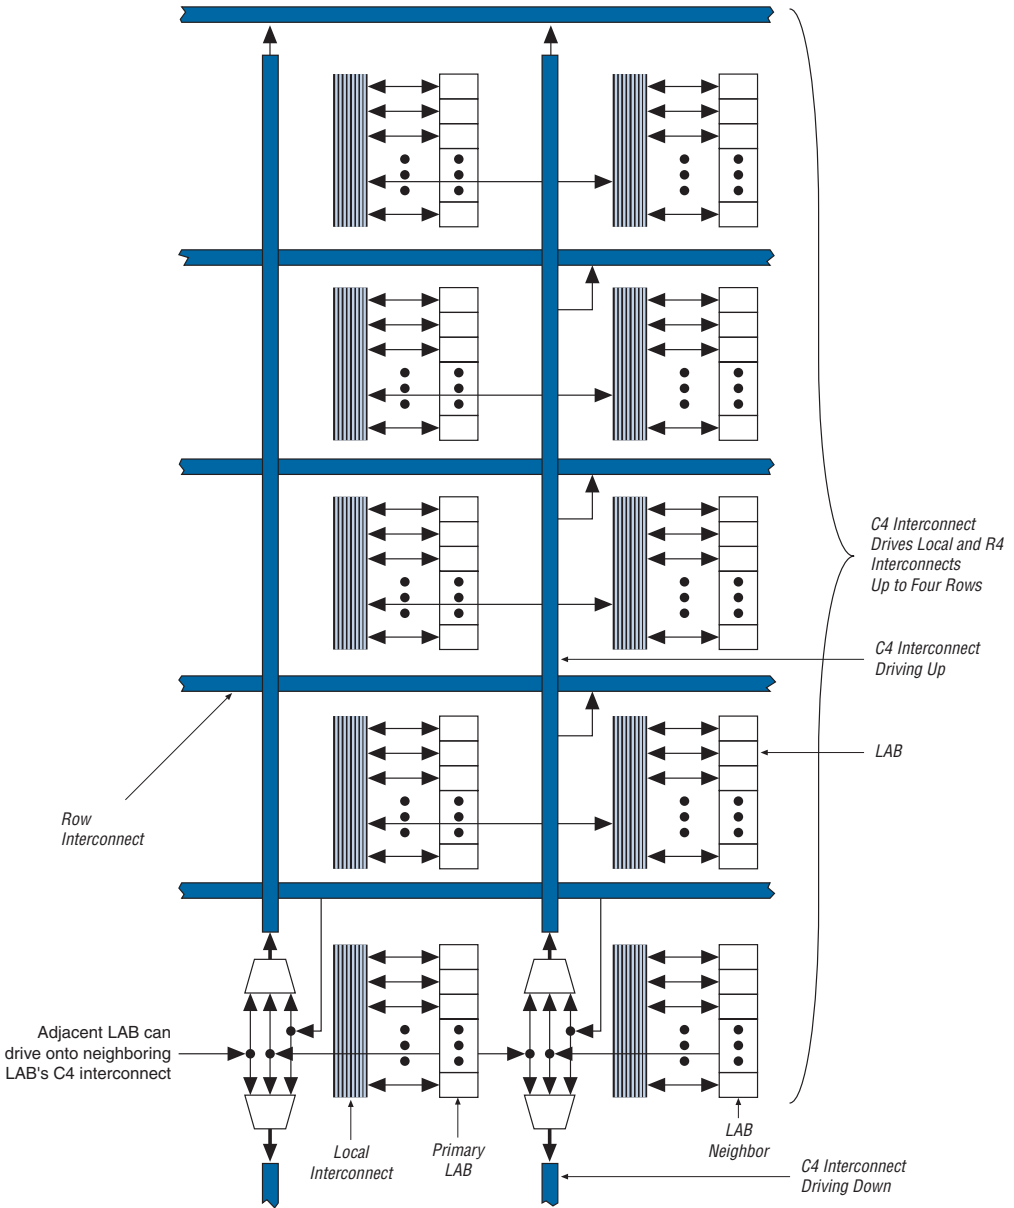 C4 Interconnect
Drives Local and R4
Interconnects
Up to Four Rows
C4 Interconnect
Driving Up
LAB
Row
Interconnect
Adjacent LAB can
drive onto neighboring
LAB's C4 interconnect
Local
Interconnect
Primary
LAB
LAB
Neighbor
C4 Interconnect
Driving Down